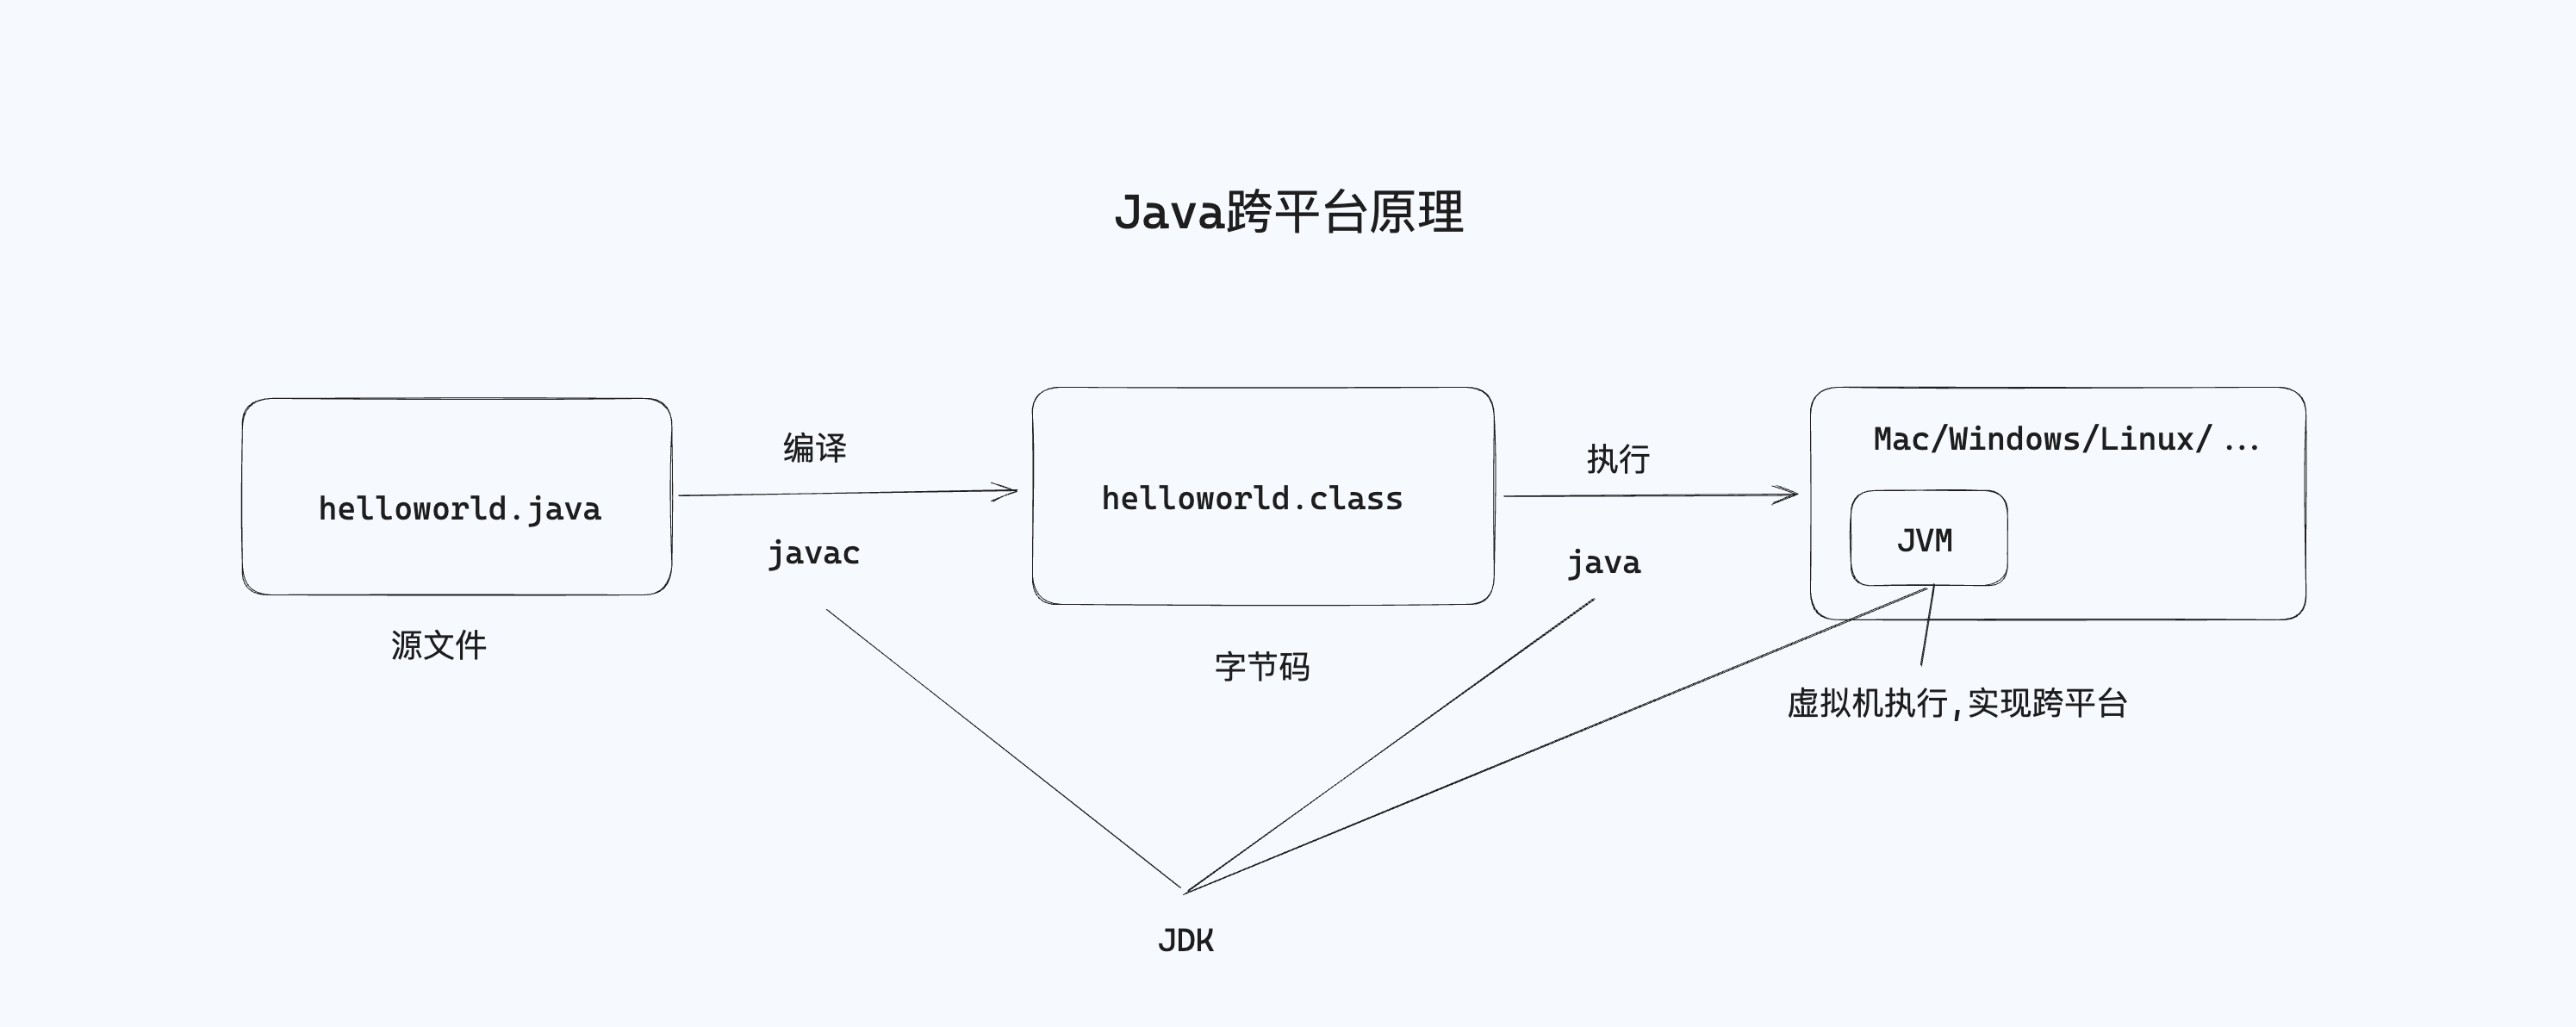 Java跨平台原理
helloworld.java
源文件
编译
javac
helloworld.class
字节码
执行
java
Mac/Windows/Linux/ ...
JVM
虚拟机执行,实现跨平台
JDK